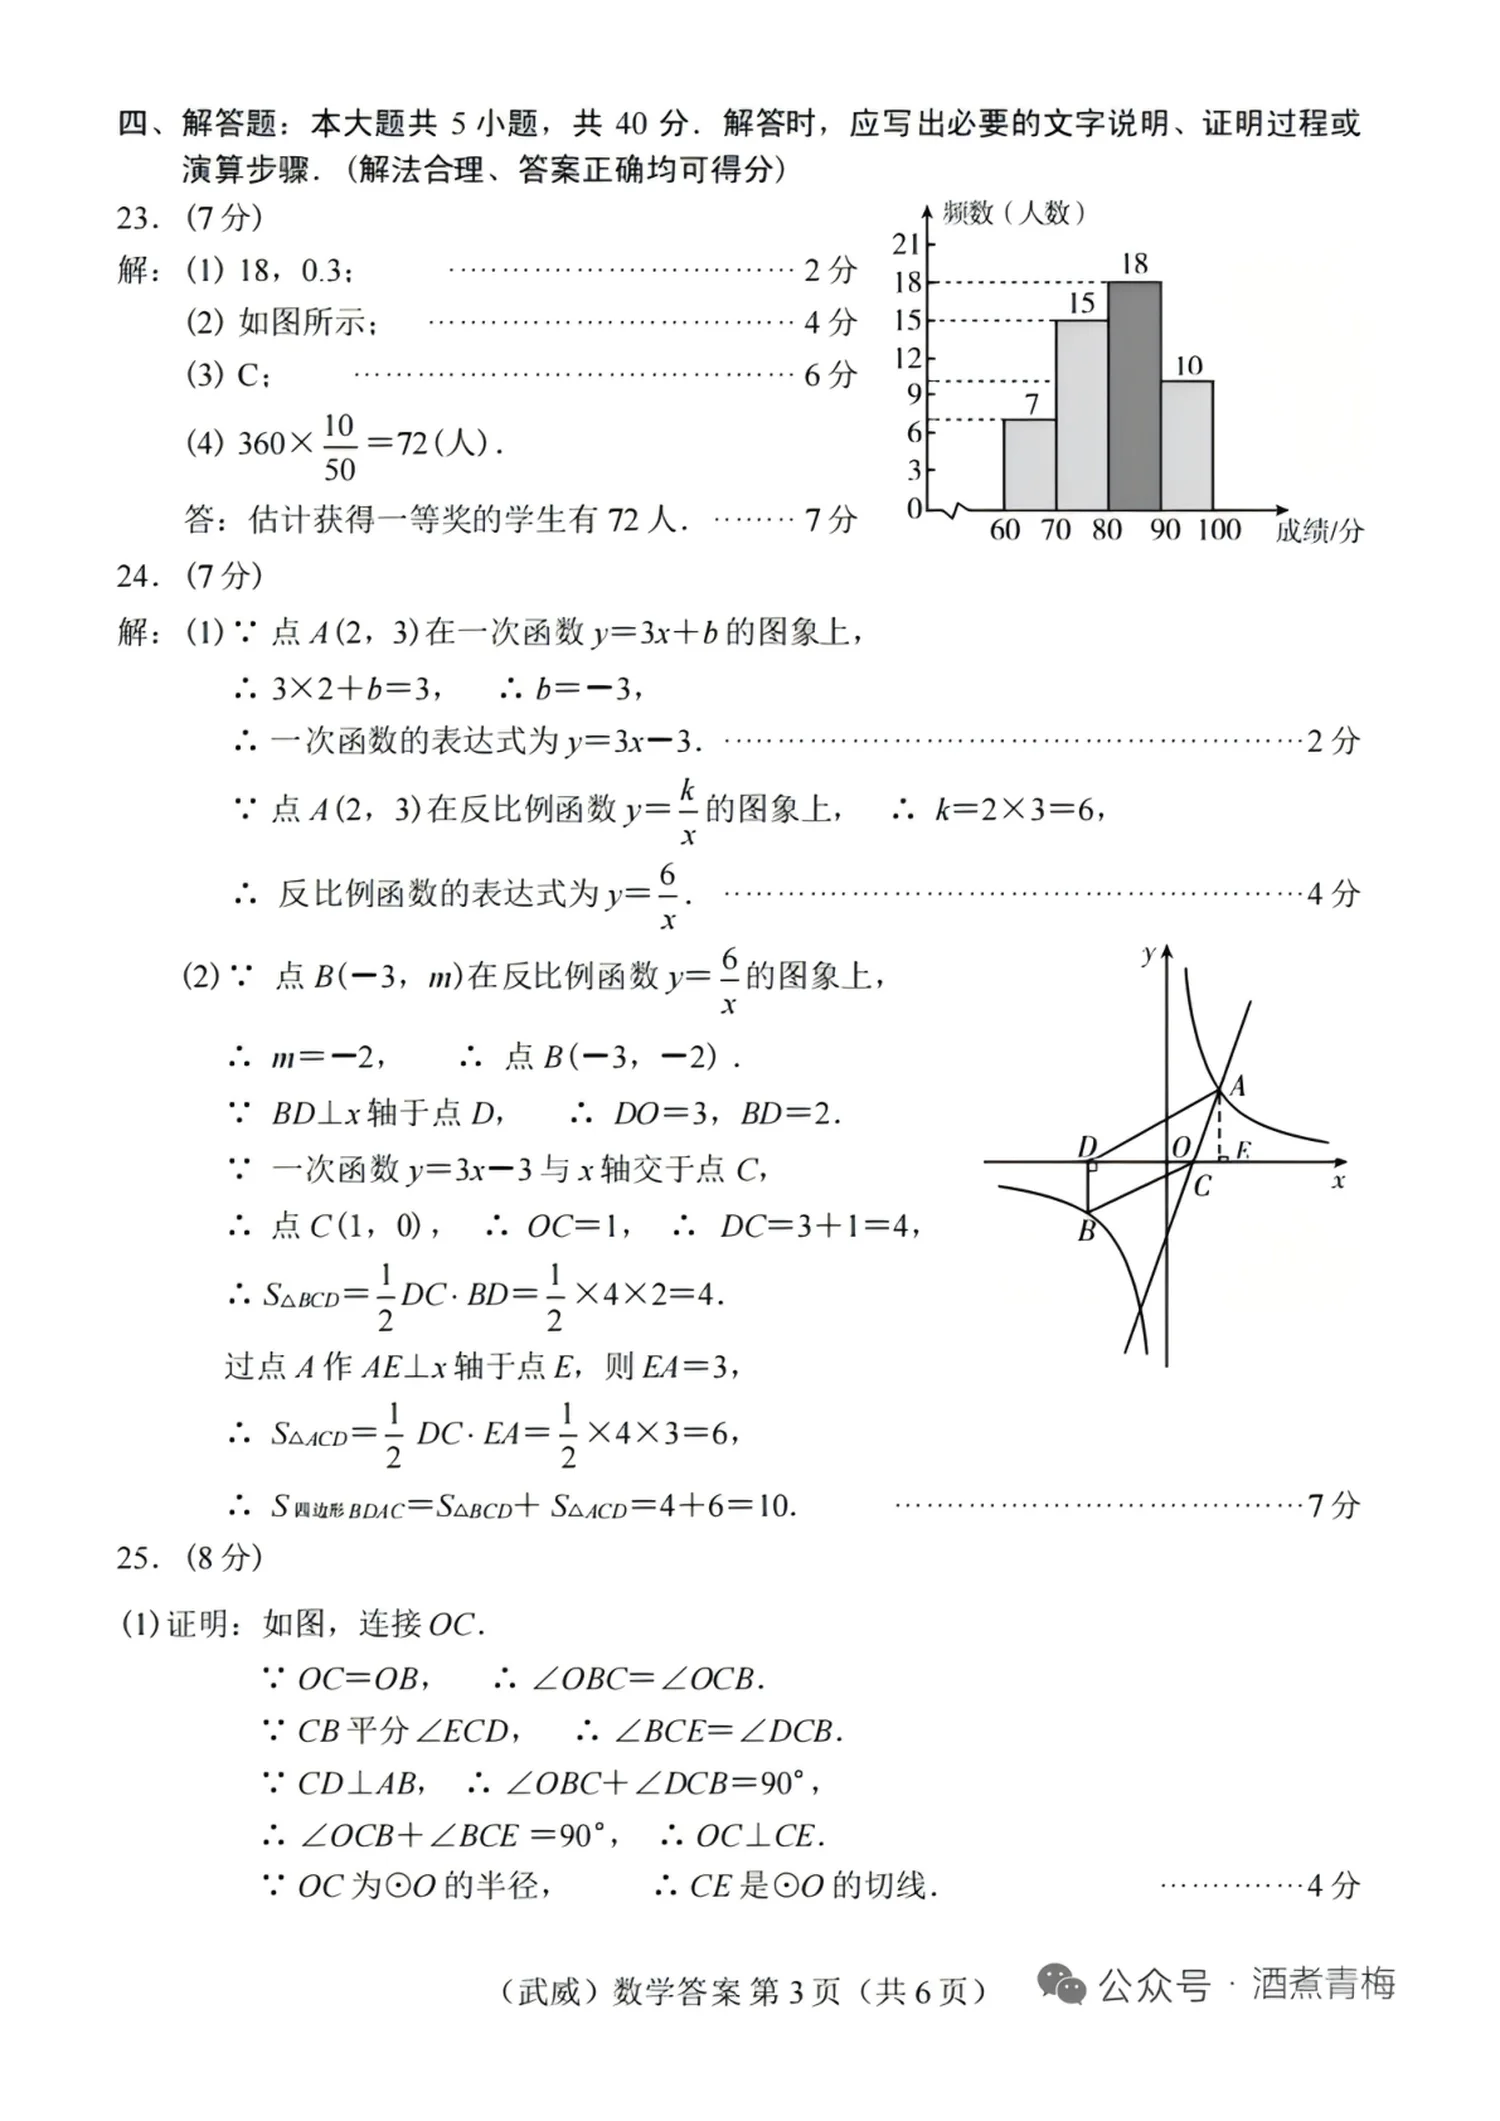 四、解答题：本大题共 5 小题，共 40 分．解答时，应写出必要的文字说明、证明过程或
演算步骤．(解法合理、答案正确均可得分)
23．(7 分)
解：(1) 18，0.3； ………………………… 2 分
(2) 如图所示； ………………………… 4 分
(3) C； ………………………… 6 分
(4) 360×10/50=72(人)．
答：估计获得一等奖的学生有 72 人．……… 7 分
频数（人数）
21
18
15
12
9
6
3
0
7
15
18
10
60 70 80 90 100 成绩/分
24．(7 分)
解：(1)∵ 点 A(2，3)在一次函数 y=3x+b 的图象上，
∴ 3×2+b=3， ∴ b=−3，
∴ 一次函数的表达式为 y=3x−3．…………………………2 分
∵ 点 A(2，3)在反比例函数 y=k/x 的图象上， ∴ k=2×3=6，
∴ 反比例函数的表达式为 y=6/x．…………………………4 分
(2)∵ 点 B(−3，m)在反比例函数 y=6/x 的图象上，
∴ m=−2， ∴ 点 B(−3，−2)．
∵ BD⊥x 轴于点 D， ∴ DO=3，BD=2．
∵ 一次函数 y=3x−3 与 x 轴交于点 C，
∴ 点 C(1，0)， ∴ OC=1， ∴ DC=3+1=4，
∴ S△BCD=1/2 DC·BD=1/2×4×2=4．
过点 A 作 AE⊥x 轴于点 E，则 EA=3，
∴ S△ACD=1/2 DC·EA=1/2×4×3=6，
∴ S四边形BDAC=S△BCD+ S△ACD=4+6=10． …………………………7 分
y
A
D O E
C x
B
25．(8 分)
(1)证明：如图，连接 OC．
∵ OC=OB， ∴ ∠OBC=∠OCB．
∵ CB 平分∠ECD， ∴ ∠BCE=∠DCB．
∵ CD⊥AB， ∴ ∠OBC+∠DCB=90°，
∴ ∠OCB+∠BCE =90°， ∴ OC⊥CE．
∵ OC 为⊙O 的半径， ∴ CE 是⊙O 的切线． ……………4 分
（武威）数学答案 第 3 页（共 6 页）
公众号 · 酒煮青梅